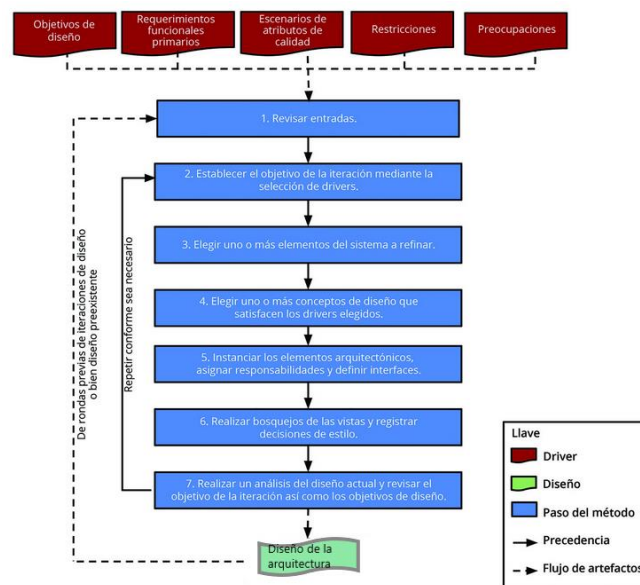 Objetivos de
diseño
Requerimientos
funcionales
primarios
Escenarios de
atributos de
calidad
Restricciones
Preocupaciones
1. Revisar entradas.
2. Establecer el objetivo de la iteración mediante la
selección de drivers.
3. Elegir uno o más elementos del sistema a refinar.
4. Elegir uno o más conceptos de diseño que
satisfacen los drivers elegidos.
5. Instanciar los elementos arquitectónicos,
asignar responsabilidades y definir interfaces.
6. Realizar bosquejos de las vistas y registrar
decisiones de estilo.
7. Realizar un análisis del diseño actual y revisar el
objetivo de la iteración así como los objetivos de diseño.
Diseño de la
arquitectura
De rondas previas de iteraciones de diseño
o bien diseño preexistente
Repetir conforme sea necesario
Llave
Driver
Diseño
Paso del método
Precedencia
Flujo de artefactos